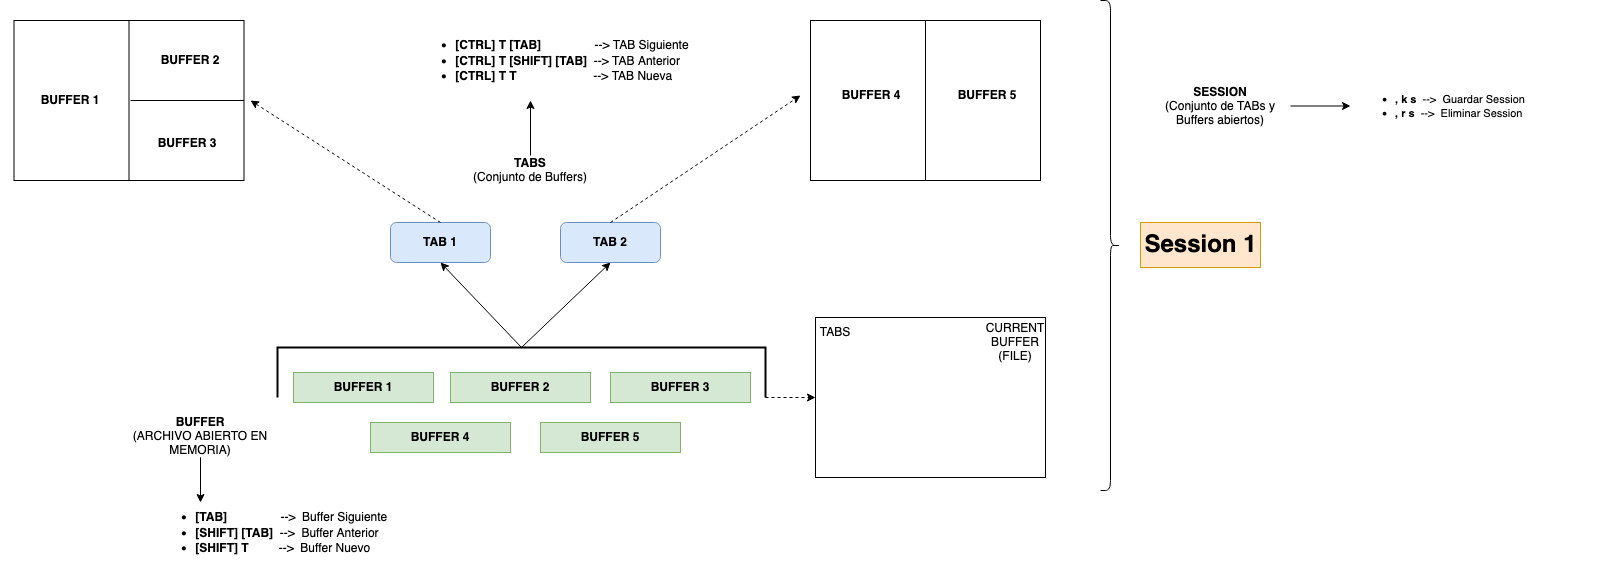 BUFFER 1
BUFFER 2
BUFFER 3
• [CTRL] T [TAB] --> TAB Siguiente
• [CTRL] T [SHIFT] [TAB] --> TAB Anterior
• [CTRL] T T --> TAB Nueva
TABS
(Conjunto de Buffers)
BUFFER 4
BUFFER 5
SESSION
(Conjunto de TABs y
Buffers abiertos)
• , k s --> Guardar Session
• , r s --> Eliminar Session
TAB 1
TAB 2
Session 1
BUFFER 1
BUFFER 2
BUFFER 3
BUFFER 4
BUFFER 5
TABS
CURRENT
BUFFER
(FILE)
BUFFER
(ARCHIVO ABIERTO EN
MEMORIA)
• [TAB] --> Buffer Siguiente
• [SHIFT] [TAB] --> Buffer Anterior
• [SHIFT] T --> Buffer Nuevo